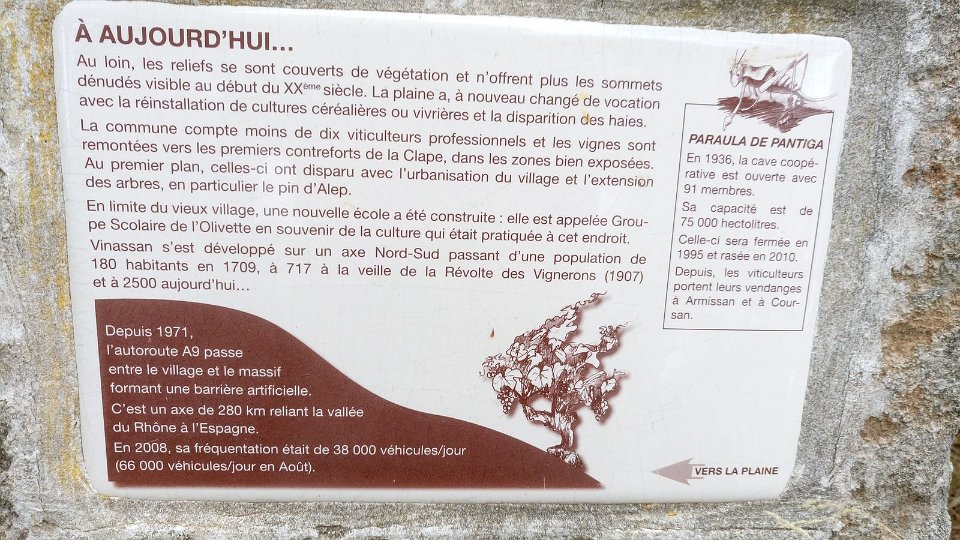 À AUJOURD'HUI...
Au loin, les reliefs se sont couverts de végétation et n'offrent plus les sommets
dénudés visible au début du XXème siècle. La plaine a, à nouveau changé de vocation
avec la réinstallation de cultures céréalières ou vivrières et la disparition des haies.
La commune compte moins de dix viticulteurs professionnels et les vignes sont
remontées vers les premiers contreforts de la Clape, dans les zones bien exposées.
Au premier plan, celles-ci ont disparu avec l'urbanisation du village et l'extension
des arbres, en particulier le pin d'Alep.
En limite du vieux village, une nouvelle école a été construite : elle est appelée Grou-
pe Scolaire de l'Olivette en souvenir de la culture qui était pratiquée à cet endroit.
Vinassan s'est développé sur un axe Nord-Sud passant d'une population de
180 habitants en 1709, à 717 à la veille de la Révolte des Vignerons (1907)
et à 2500 aujourd'hui...
PARAULA DE PANTIGA
En 1936, la cave coopé-
rative est ouverte avec
91 membres.
Sa capacité est de
75 000 hectolitres.
Celle-ci sera fermée en
1995 et rasée en 2010.
Depuis, les viticulteurs
portent leurs vendanges
à Armissan et à Cour-
san.
Depuis 1971,
l'autoroute A9 passe
entre le village et le massif
formant une barrière artificielle.
C'est un axe de 280 km reliant la vallée
du Rhône à l'Espagne.
En 2008, sa fréquentation était de 38 000 véhicules/jour
(66 000 véhicules/jour en Août).
VERS LA PLAINE